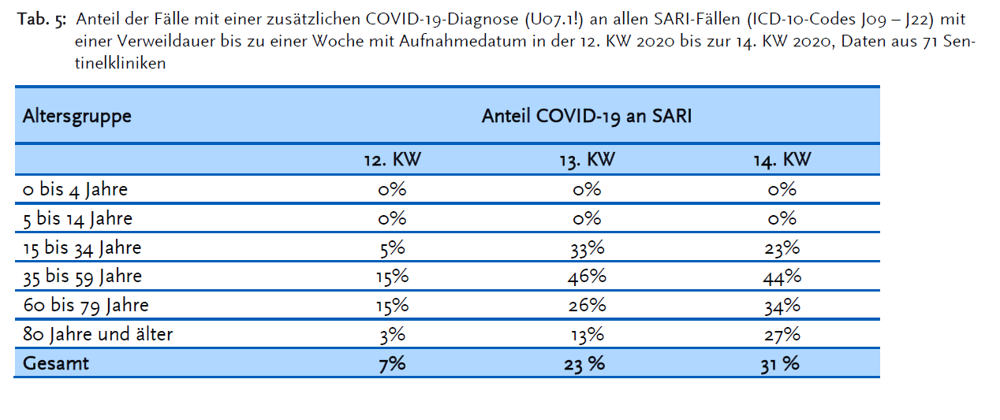 Tab. 5: Anteil der Fälle mit einer zusätzlichen COVID-19-Diagnose (U07.1!) an allen SARI-Fällen (ICD-10-Codes J09 – J22) mit
einer Verweildauer bis zu einer Woche mit Aufnahmedatum in der 12. KW 2020 bis zur 14. KW 2020, Daten aus 71 Sen-
tinelkliniken
Altersgruppe Anteil COVID-19 an SARI
12. KW 13. KW 14. KW
0 bis 4 Jahre 0% 0% 0%
5 bis 14 Jahre 0% 0% 0%
15 bis 34 Jahre 5% 33% 23%
35 bis 59 Jahre 15% 46% 44%
60 bis 79 Jahre 15% 26% 34%
80 Jahre und älter 3% 13% 27%
Gesamt 7% 23 % 31 %